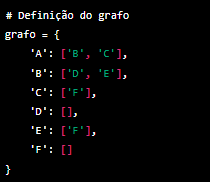 # Definição do grafo
grafo = {
    'A': ['B', 'C'],
    'B': ['D', 'E'],
    'C': ['F'],
    'D': [],
    'E': ['F'],
    'F': []
}